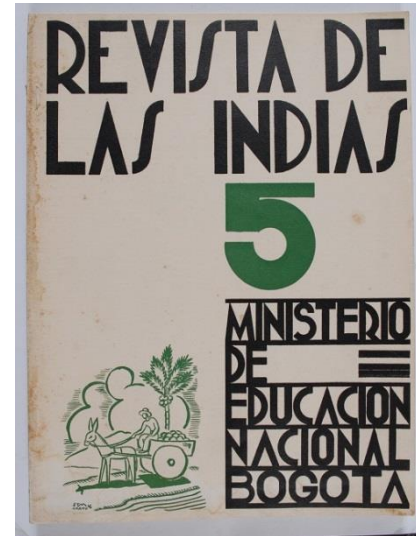 REVISTA DE
LAS INDIAS
5
MINISTERIO
DE
EDUCACION
NACIONAL
BOGOTA